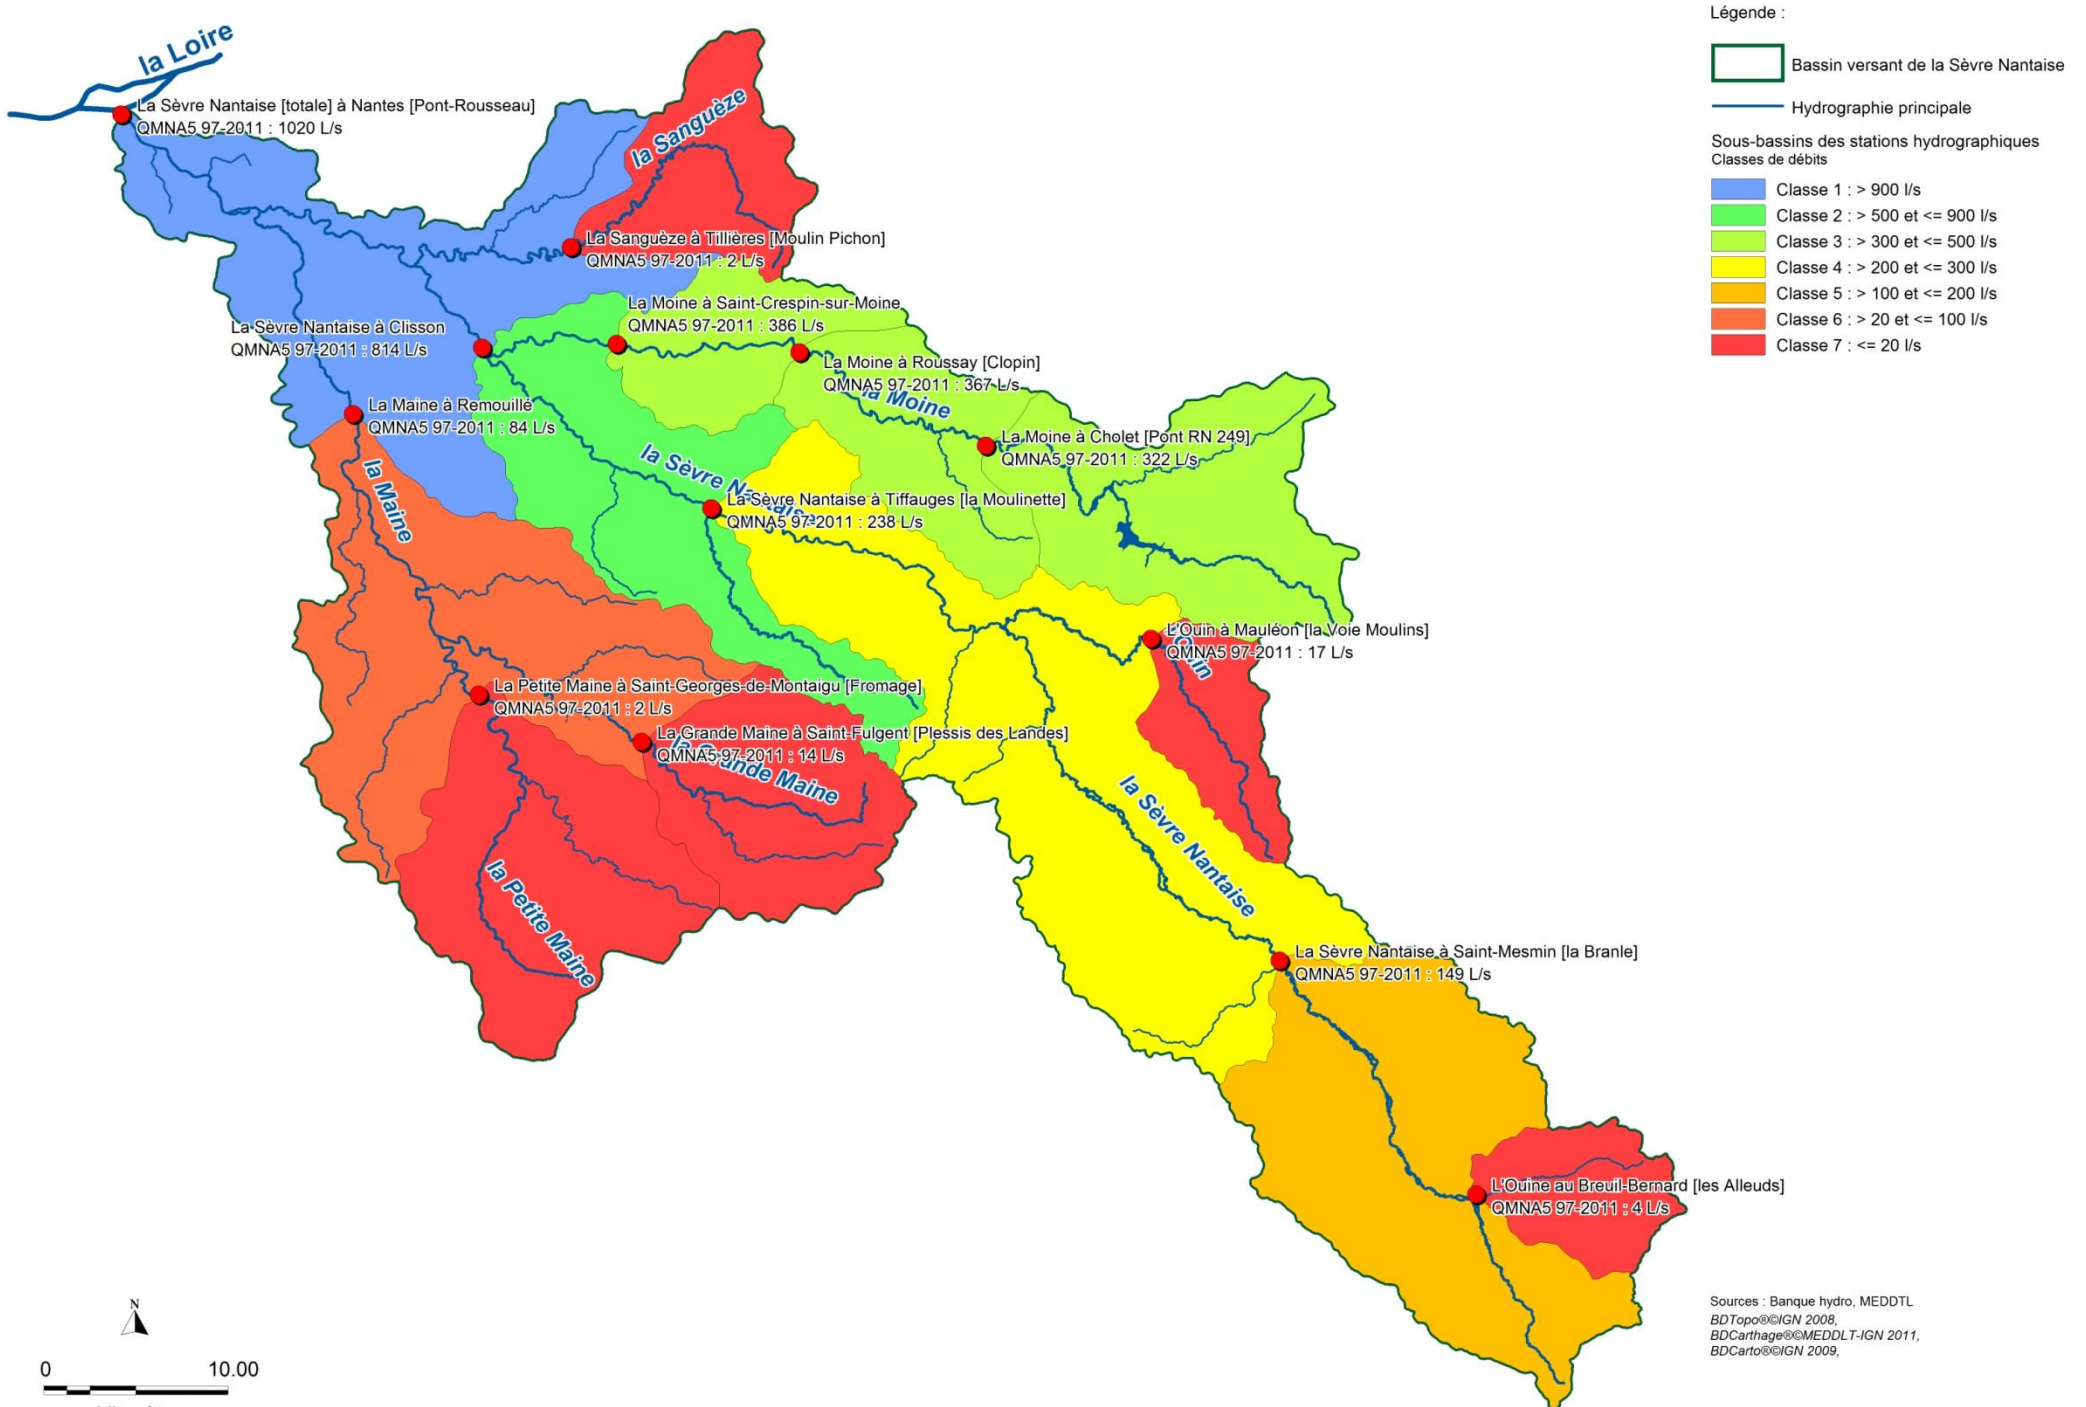 Légende :
Bassin versant de la Sèvre Nantaise
Hydrographie principale
Sous-bassins des stations hydrographiques
Classes de débits
Classe 1 : > 900 l/s
Classe 2 : > 500 et <= 900 l/s
Classe 3 : > 300 et <= 500 l/s
Classe 4 : > 200 et <= 300 l/s
Classe 5 : > 100 et <= 200 l/s
Classe 6 : > 20 et <= 100 l/s
Classe 7 : <= 20 l/s
la Loire
La Sèvre Nantaise [totale] à Nantes [Pont-Rousseau]
QMNA5 97-2011 : 1020 L/s
la Sanguèze
La Sanguèze à Tillières [Moulin Pichon]
QMNA5 97-2011 : 2 L/s
La Moine à Saint-Crespin-sur-Moine
QMNA5 97-2011 : 386 L/s
La Sèvre Nantaise à Clisson
QMNA5 97-2011 : 814 L/s
La Moine à Roussay [Clopin]
QMNA5 97-2011 : 367 L/s
la Moine
La Maine à Remouillé
QMNA5 97-2011 : 84 L/s
La Moine à Cholet [Pont RN 249]
QMNA5 97-2011 : 322 L/s
la Maine
la Sèvre Nantaise
La Sèvre Nantaise à Tiffauges [la Moulinette]
QMNA5 97-2011 : 238 L/s
L'Ouin à Mauléon [la Voie Moulins]
QMNA5 97-2011 : 17 L/s
l'Ouin
La Petite Maine à Saint-Georges-de-Montaigu [Fromage]
QMNA5 97-2011 : 2 L/s
La Grande Maine à Saint-Fulgent [Plessis des Landes]
QMNA5 97-2011 : 14 L/s
la Grande Maine
la Sèvre Nantaise
la Petite Maine
La Sèvre Nantaise à Saint-Mesmin [la Branle]
QMNA5 97-2011 : 149 L/s
L'Ouine au Breuil-Bernard [les Alleuds]
QMNA5 97-2011 : 4 L/s
N
0 10.00
Sources : Banque hydro, MEDDTL
BDTopo®©IGN 2008,
BDCarthage®©MEDDLT-IGN 2011,
BDCarto®©IGN 2009,